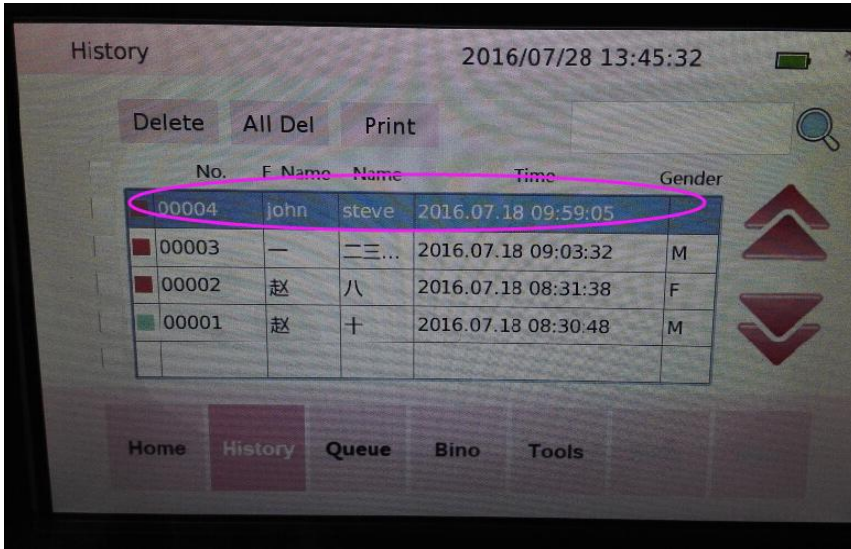 History 2016/07/28 13:45:32
Delete All Del Print
No. F_Name Name Time Gender
00004 john steve 2016.07.18 09:59:05
00003 一 二三... 2016.07.18 09:03:32 M
00002 赵 八 2016.07.18 08:31:38 F
00001 赵 十 2016.07.18 08:30:48 M
Home History Queue Bino Tools